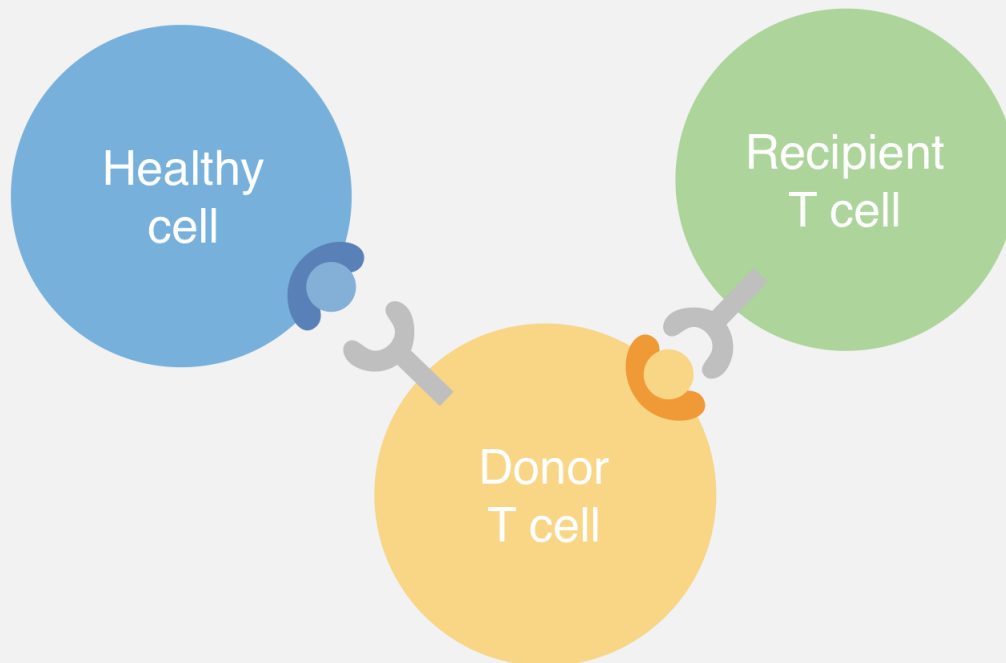 Healthy
cell
Recipient
T cell
Donor
T cell